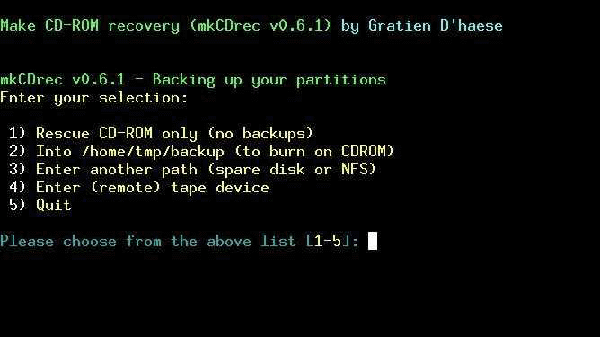 Make CD-ROM recovery (mkCDrec v0.6.1) by Gratien D'haese
mkCDrec v0.6.1 - Backing up your partitions
Enter your selection:
1) Rescue CD-ROM only (no backups)
2) Into /home/tmp/backup (to burn on CDROM)
3) Enter another path (spare disk or NFS)
4) Enter (remote) tape device
5) Quit
Please choose from the above list [1-5]: